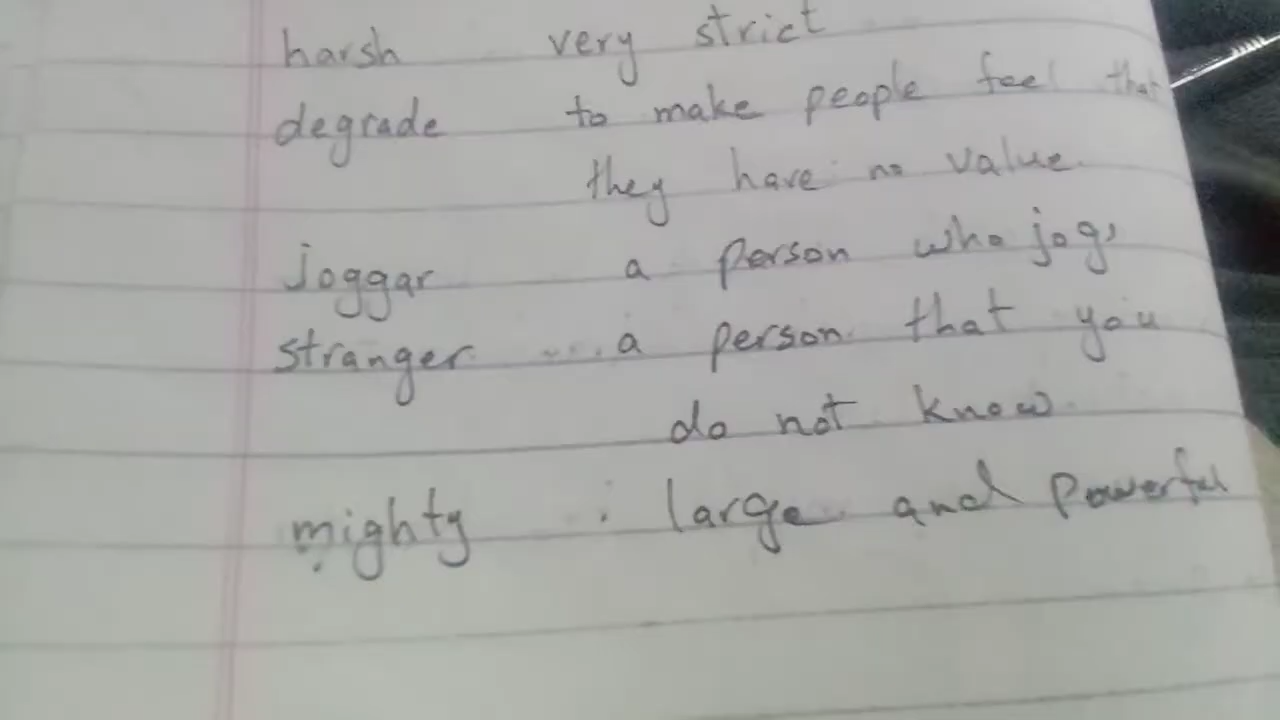 harsh very strict
degrade to make people feel that
they have no value.
joggar a person who jogs
stranger ... a person that you
do not know.
mighty : large and powerful